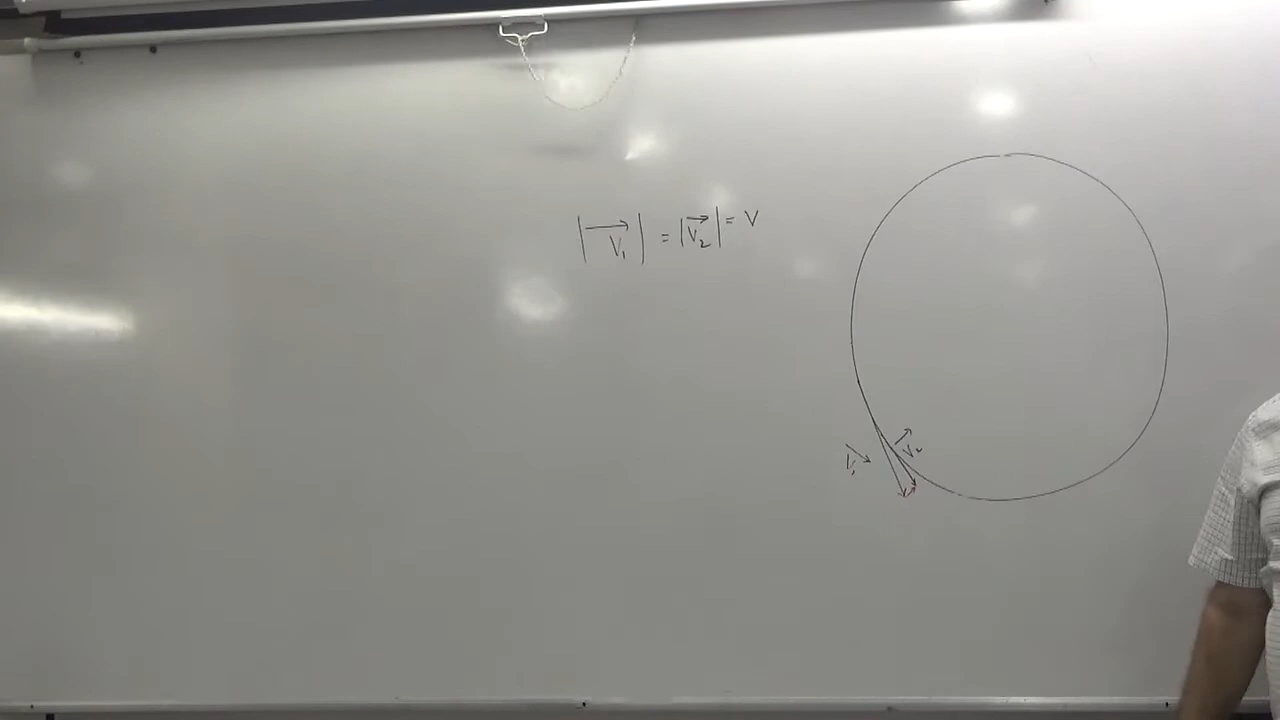 |V₁⃗| = |V₂⃗| = V
V₁⃗
V₂⃗